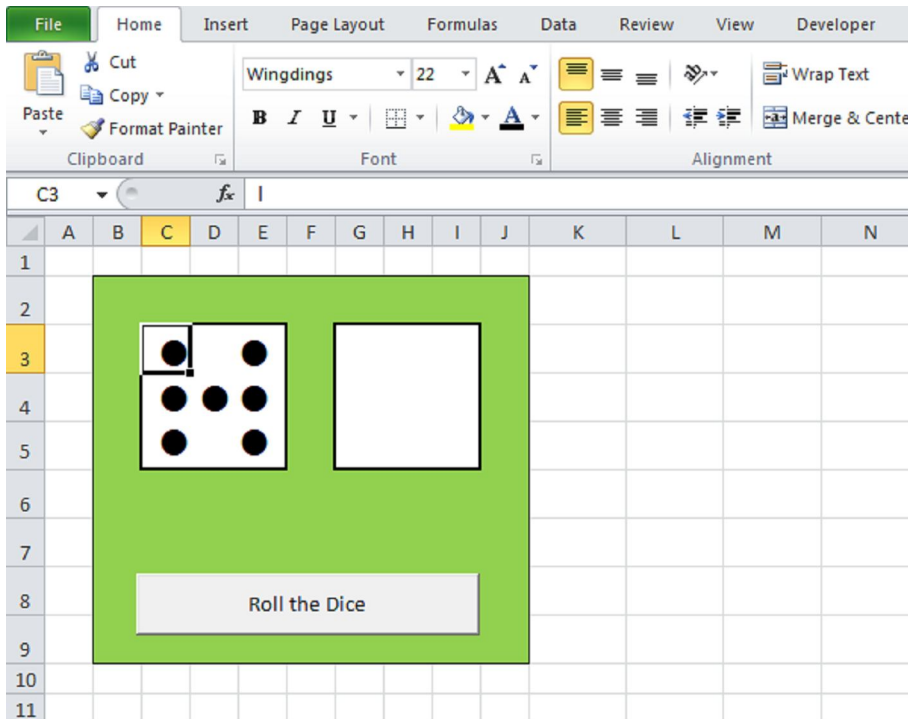 File Home Insert Page Layout Formulas Data Review View Developer
Cut
Wingdings 22 A A Wrap Text
Copy
Paste
Format Painter B I U A Merge & Cente
Clipboard Font Alignment
C3 fx l
A B C D E F G H I J K L M N
1
2
3
4
5
6
7
8 Roll the Dice
9
10
11